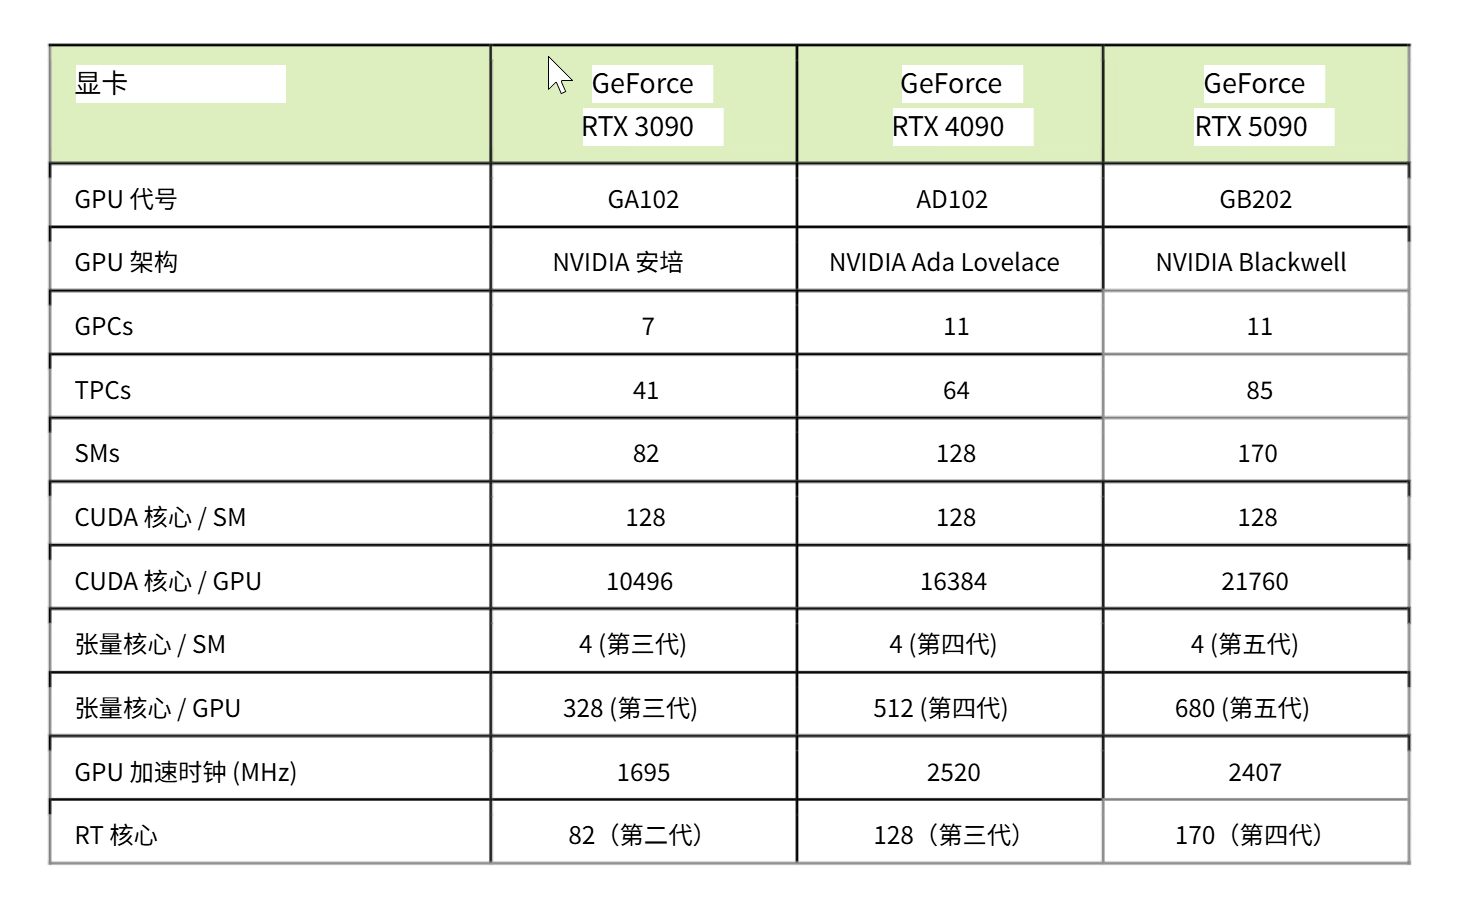 显卡 GeForce RTX 3090 GeForce RTX 4090 GeForce RTX 5090
GPU 代号 GA102 AD102 GB202
GPU 架构 NVIDIA 安培 NVIDIA Ada Lovelace NVIDIA Blackwell
GPCs 7 11 11
TPCs 41 64 85
SMs 82 128 170
CUDA 核心 / SM 128 128 128
CUDA 核心 / GPU 10496 16384 21760
张量核心 / SM 4 (第三代) 4 (第四代) 4 (第五代)
张量核心 / GPU 328 (第三代) 512 (第四代) 680 (第五代)
GPU 加速时钟 (MHz) 1695 2520 2407
RT 核心 82（第二代） 128（第三代） 170（第四代）